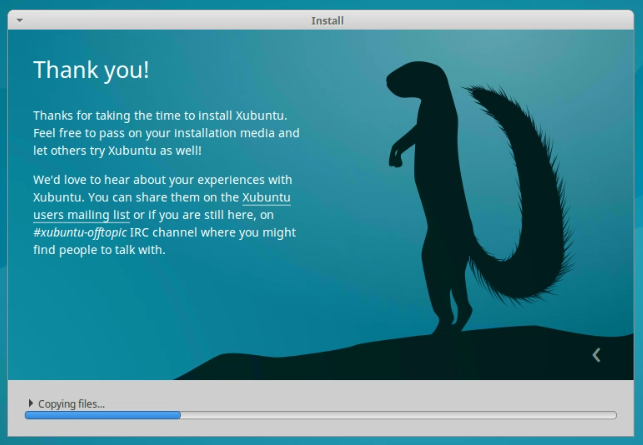 Install
Thank you!
Thanks for taking the time to install Xubuntu.
Feel free to pass on your installation media and
let others try Xubuntu as well!
We'd love to hear about your experiences with
Xubuntu. You can share them on the Xubuntu
users mailing list or if you are still here, on
#xubuntu-offtopic IRC channel where you might
find people to talk with.
Copying files...